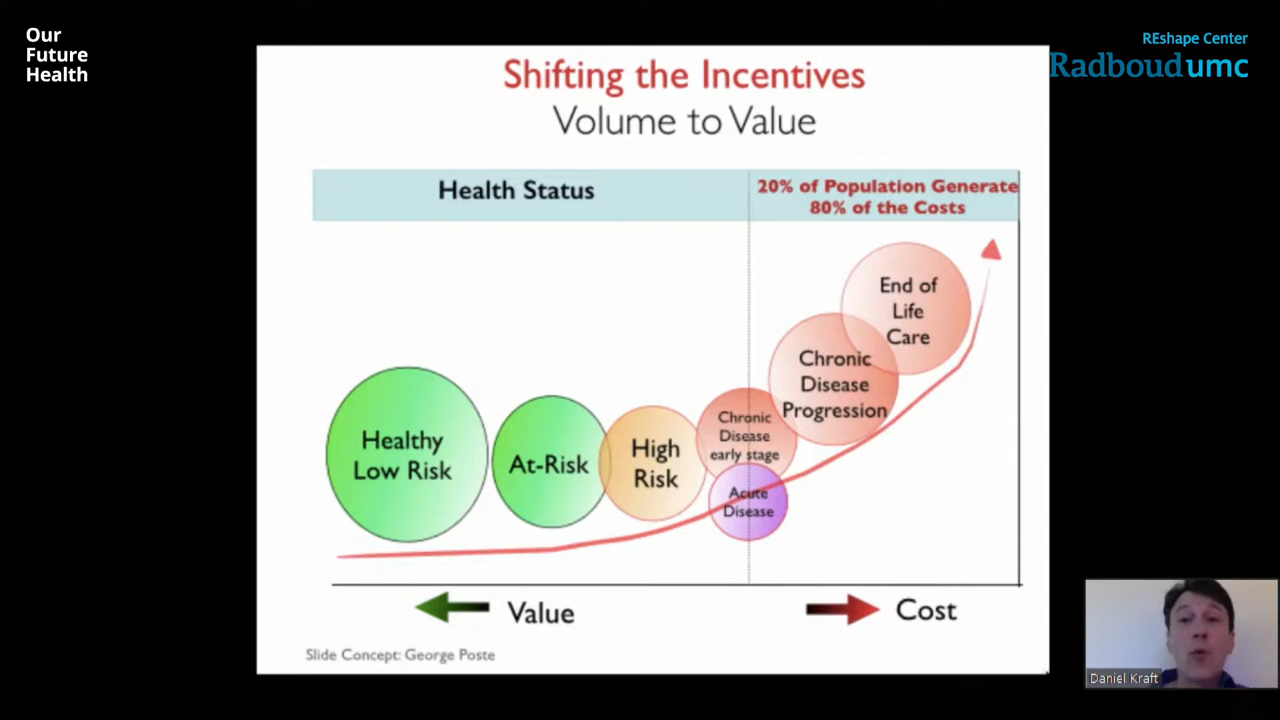 Our
Future
Health
REshape Center
Radboudumc
Shifting the Incentives
Volume to Value
Health Status
20% of Population Generate
80% of the Costs
End of
Life
Care
Chronic
Disease
Progression
Chronic
Disease
early stage
Healthy
Low Risk
At-Risk
High
Risk
Acute
Disease
Value
Cost
Slide Concept: George Poste
Daniel Kraft